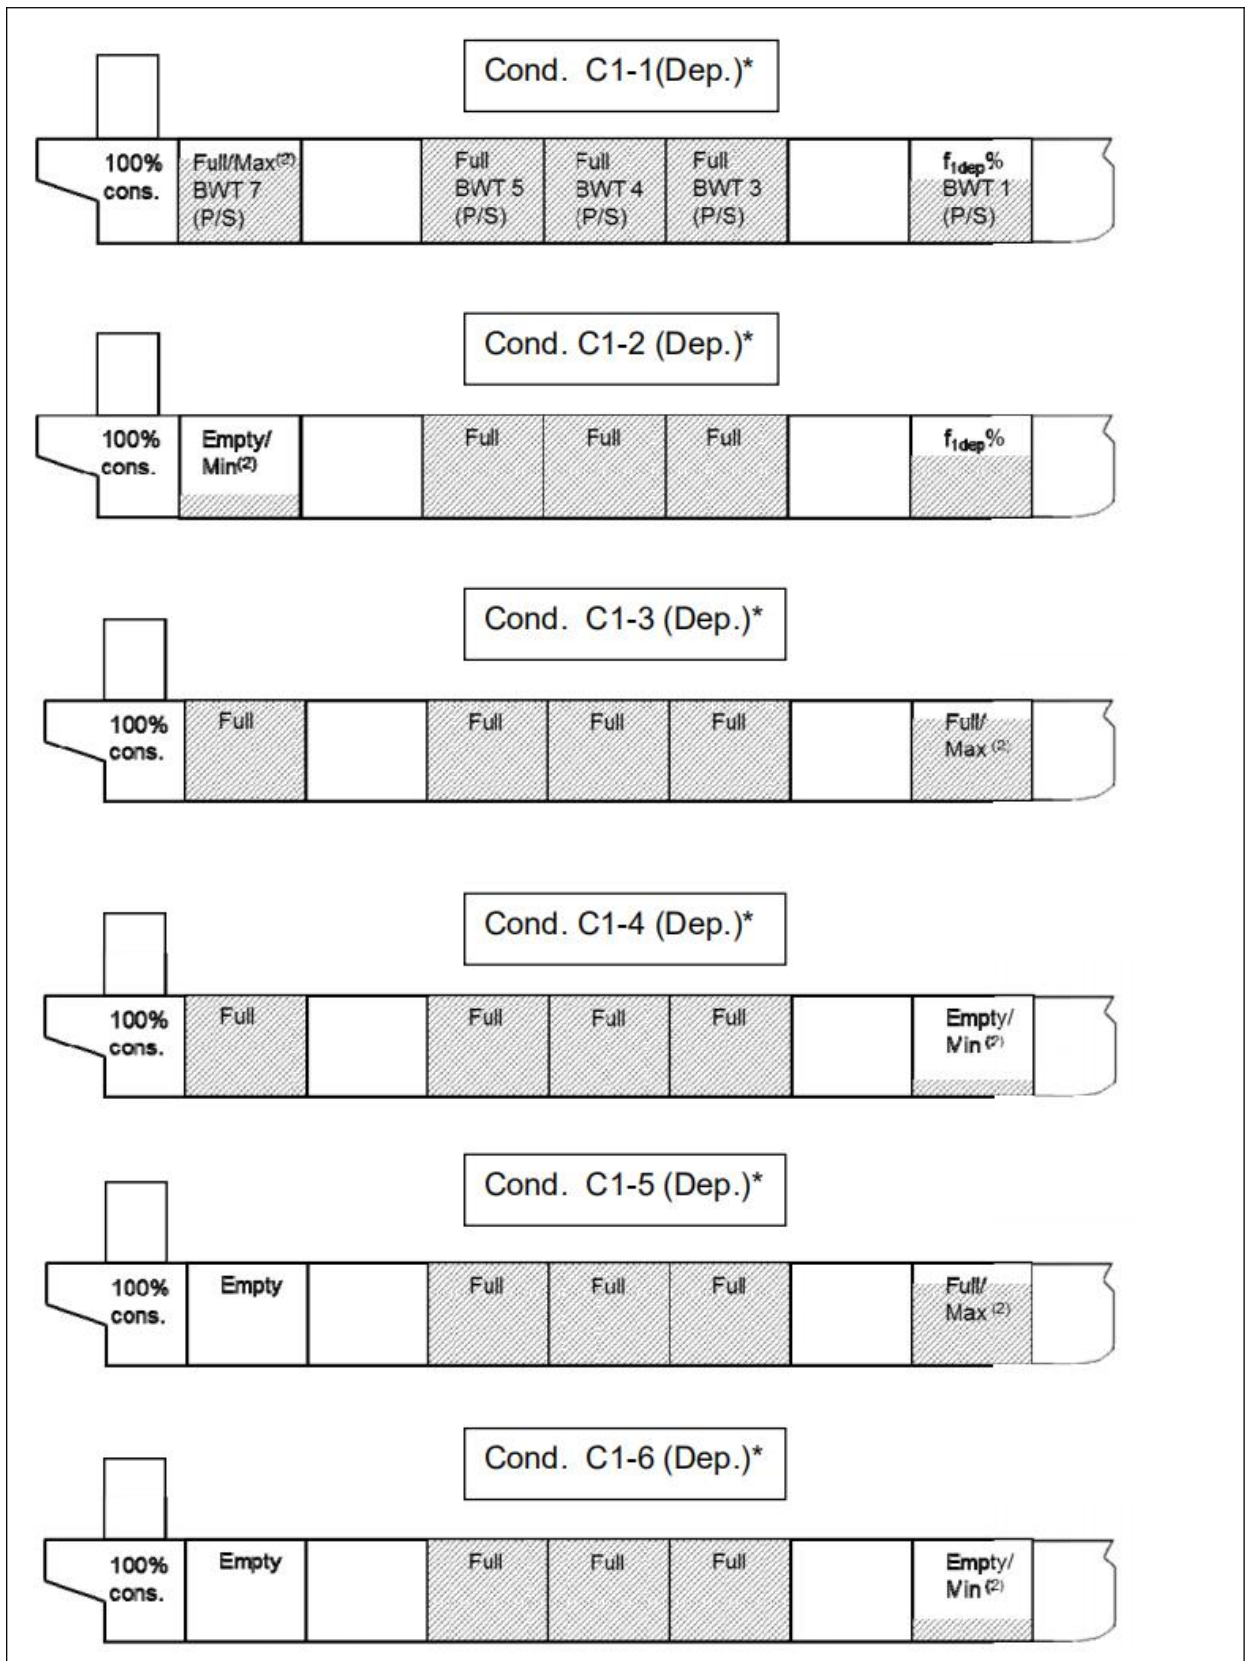 Cond. C1-1(Dep.)*
100%
cons.
Full/Max(2)
BWT 7
(P/S)
Full
BWT 5
(P/S)
Full
BWT 4
(P/S)
Full
BWT 3
(P/S)
f1dep%
BWT 1
(P/S)
Cond. C1-2 (Dep.)*
100%
cons.
Empty/
Min(2)
Full
Full
Full
f1dep%
Cond. C1-3 (Dep.)*
100%
cons.
Full
Full
Full
Full
Full/
Max (2)
Cond. C1-4 (Dep.)*
100%
cons.
Full
Full
Full
Full
Empty/
Min (2)
Cond. C1-5 (Dep.)*
100%
cons.
Empty
Full
Full
Full
Full/
Max (2)
Cond. C1-6 (Dep.)*
100%
cons.
Empty
Full
Full
Full
Empty/
Min (2)